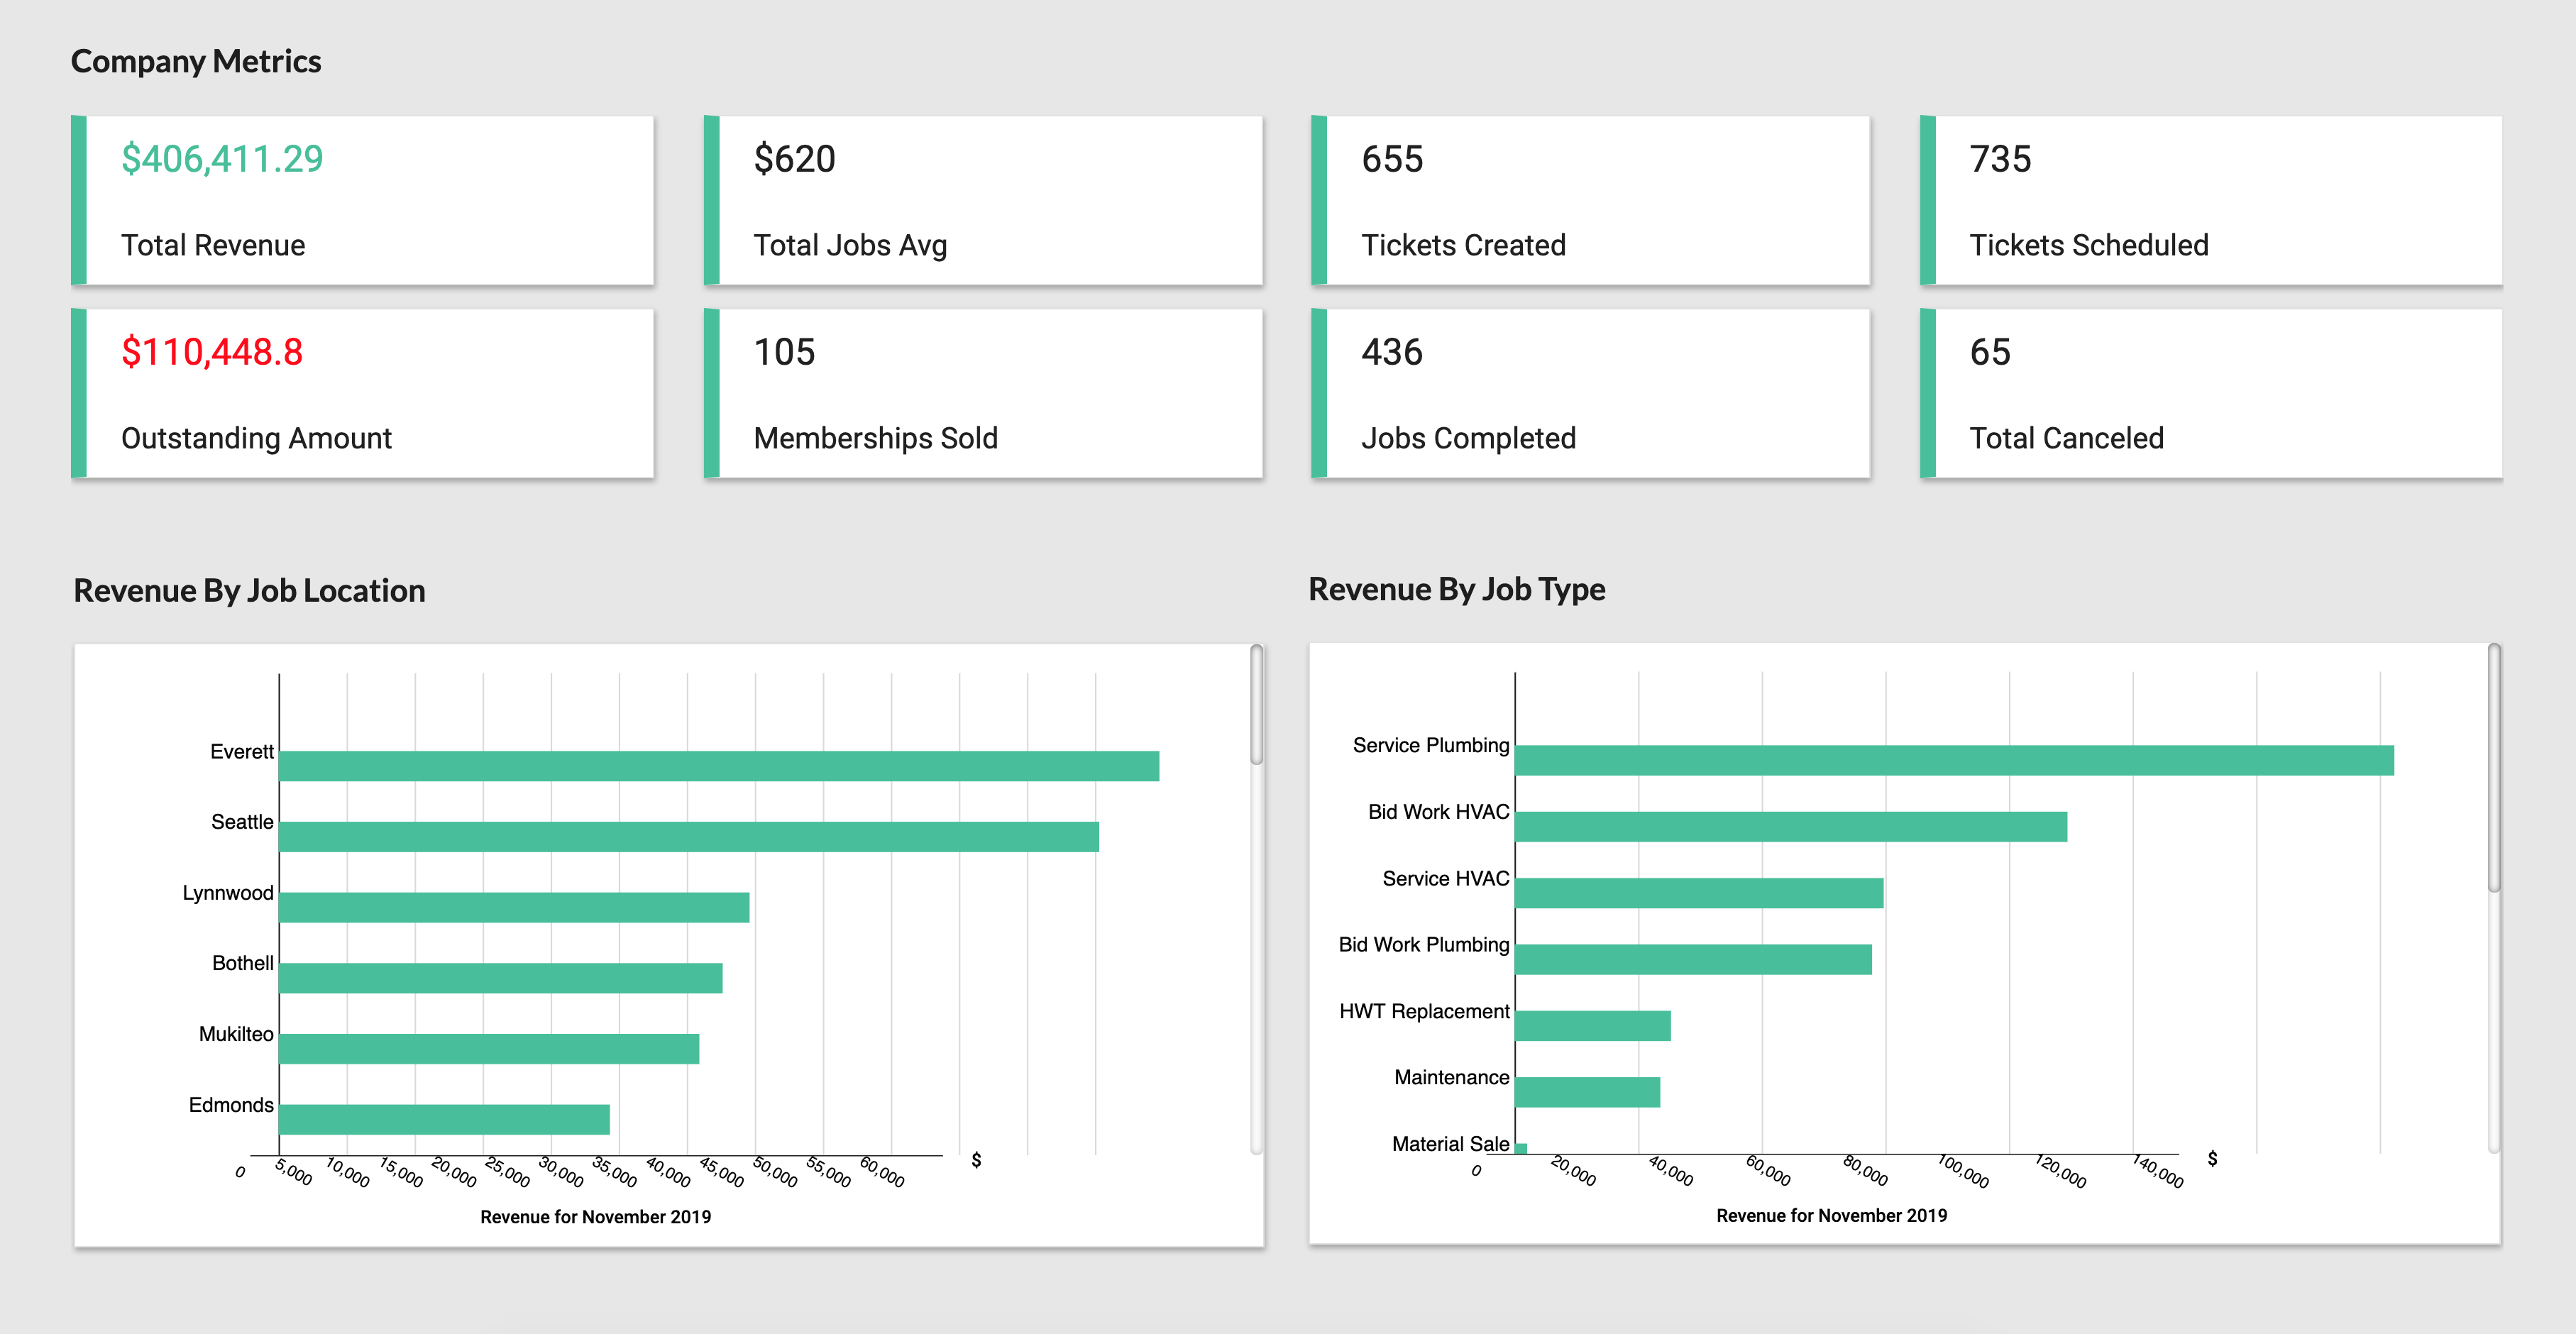 Company Metrics
$406,411.29
Total Revenue
$620
Total Jobs Avg
655
Tickets Created
735
Tickets Scheduled
$110,448.8
Outstanding Amount
105
Memberships Sold
436
Jobs Completed
65
Total Canceled
Revenue By Job Location
Everett
Seattle
Lynnwood
Bothell
Mukilteo
Edmonds
0 5,000 10,000 15,000 20,000 25,000 30,000 35,000 40,000 45,000 50,000 55,000 60,000 $
Revenue for November 2019
Revenue By Job Type
Service Plumbing
Bid Work HVAC
Service HVAC
Bid Work Plumbing
HWT Replacement
Maintenance
Material Sale
0 20,000 40,000 60,000 80,000 100,000 120,000 140,000 $
Revenue for November 2019